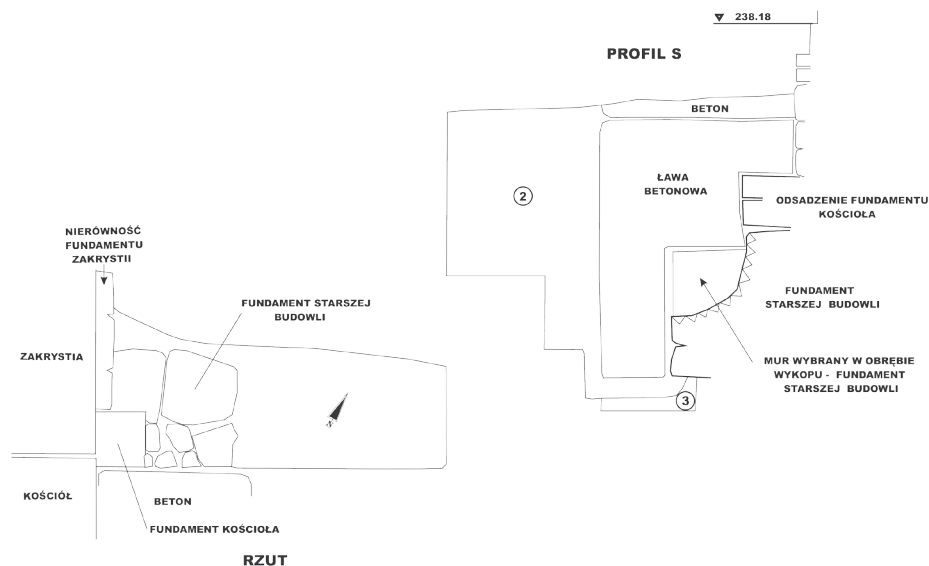 238.18
PROFIL S
BETON
ŁAWA
BETONOWA
2
ODSADZENIE FUNDAMENTU
KOŚCIOŁA
FUNDAMENT
STARSZEJ BUDOWLI
MUR WYBRANY W OBRĘBIE
WYKOPU - FUNDAMENT
STARSZEJ BUDOWLI
3
NIERÓWNOŚĆ
FUNDAMENTU
ZAKRYSTII
FUNDAMENT STARSZEJ
BUDOWLI
ZAKRYSTIA
N
KOŚCIÓŁ
BETON
FUNDAMENT KOŚCIOŁA
RZUT